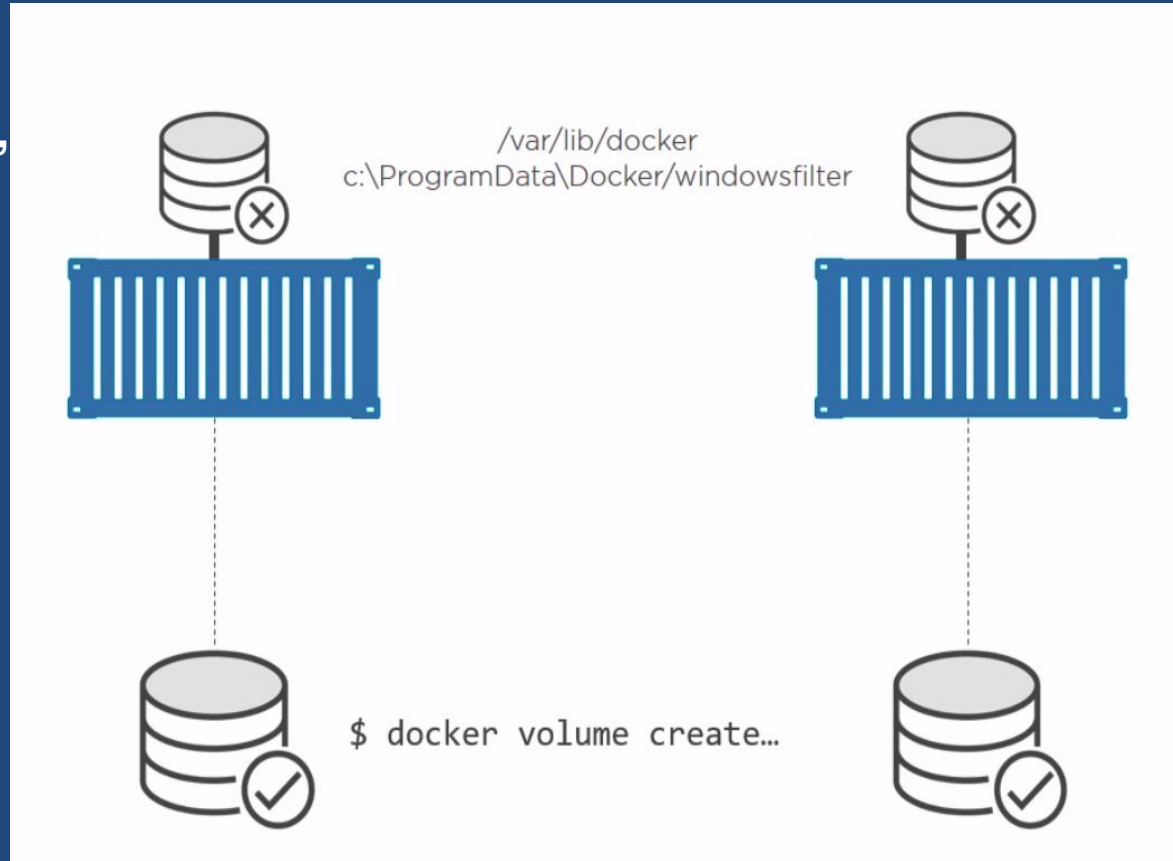 /var/lib/docker
c:\ProgramData\Docker/windowsfilter
$ docker volume create…